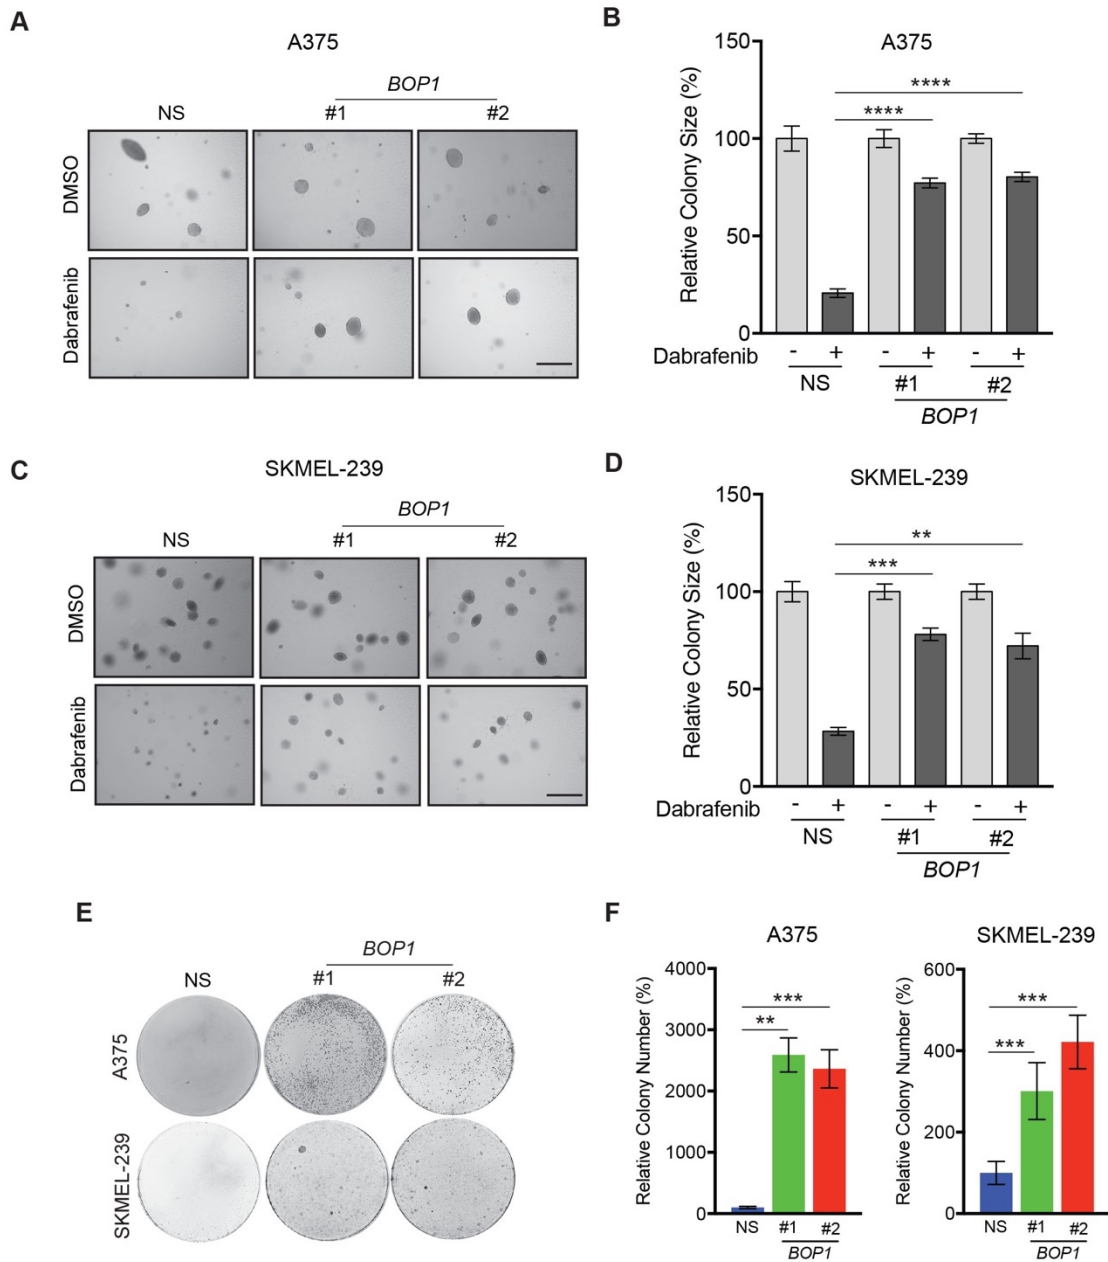 A
A375
BOP1
NS #1 #2
DMSO
Dabrafenib
B
A375
Relative Colony Size (%)
150
100
50
0
****
****
Dabrafenib - + - + - +
NS #1 #2
BOP1
C
SKMEL-239
BOP1
NS #1 #2
DMSO
Dabrafenib
D
SKMEL-239
Relative Colony Size (%)
150
100
50
0
**
***
Dabrafenib - + - + - +
NS #1 #2
BOP1
E
BOP1
NS #1 #2
A375
SKMEL-239
F
A375
Relative Colony Number (%)
4000
3000
2000
1000
0
***
**
NS #1 #2
BOP1
SKMEL-239
Relative Colony Number (%)
600
400
200
0
***
***
NS #1 #2
BOP1